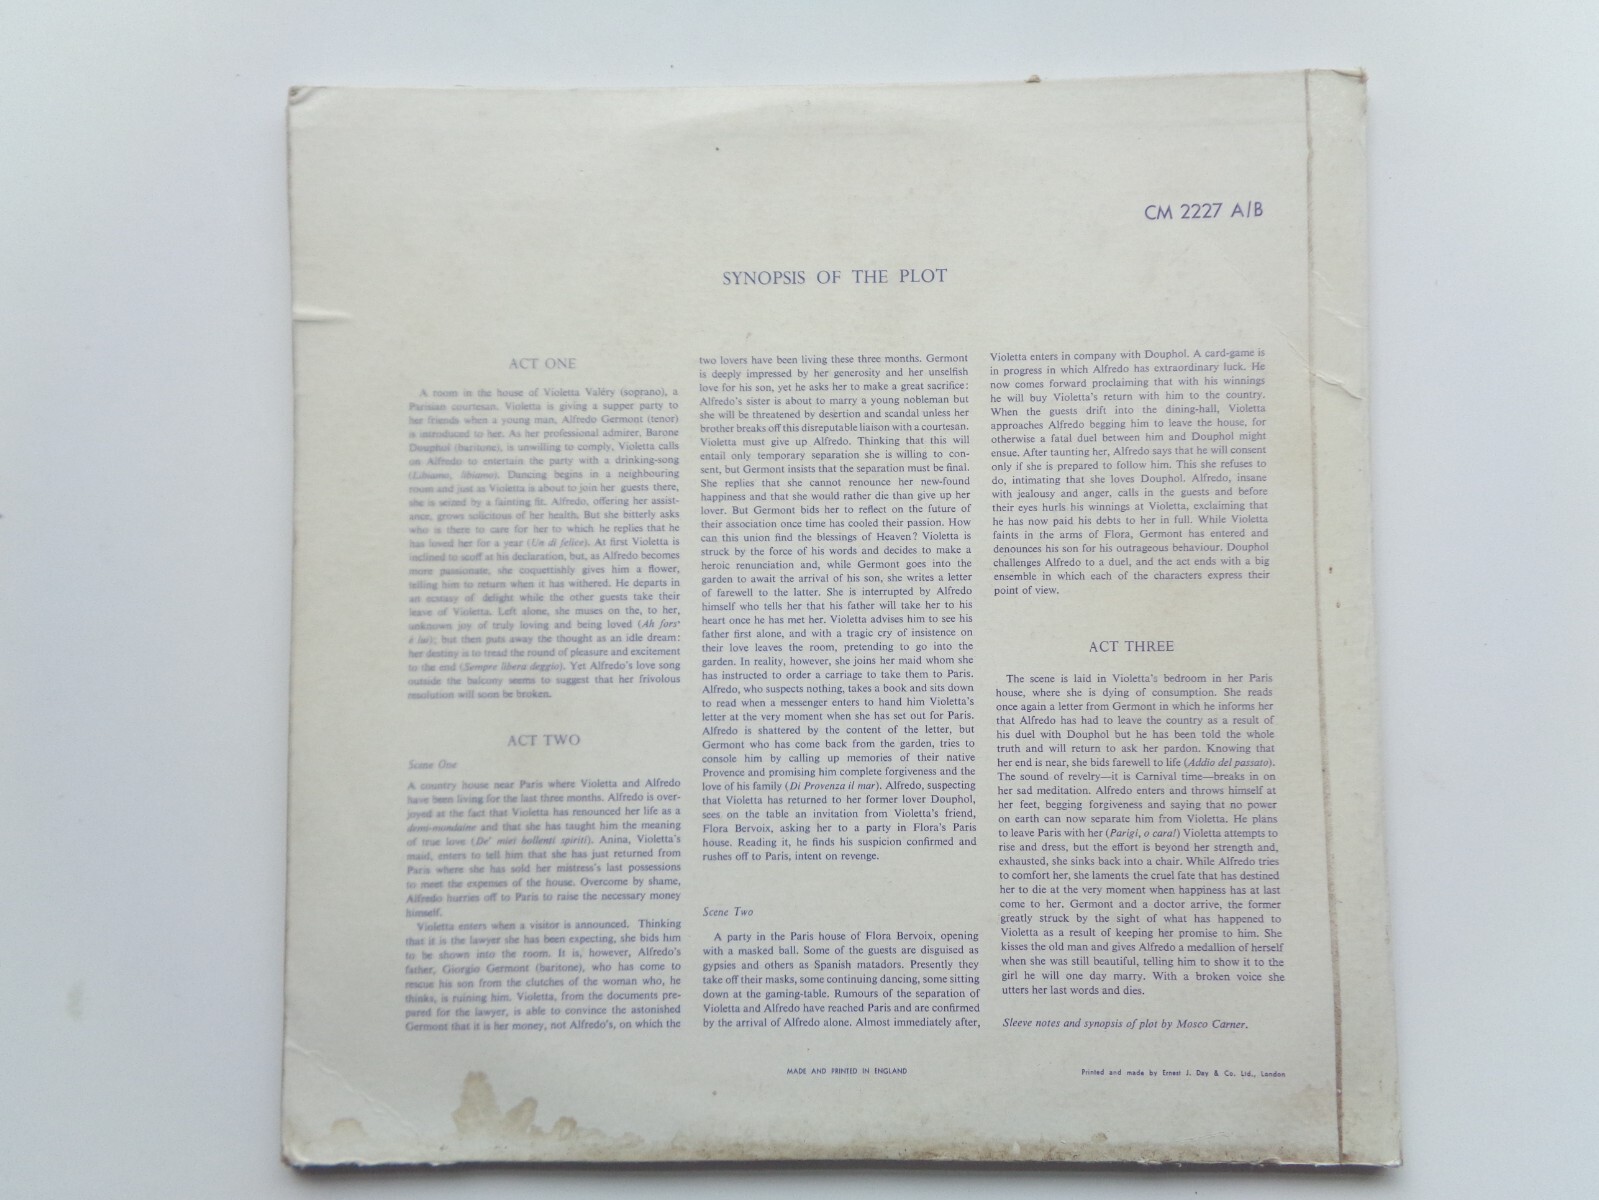 CM 2227 A/B
SYNOPSIS OF THE PLOT
ACT ONE
A room in the house of Violetta Valéry (soprano), a
Parisian courtesan. Violetta is giving a supper party to
her friends when a young man, Alfredo Germont (tenor)
is introduced to her. As her professional admirer, Barone
Douphol (baritone), is unwilling to comply, Violetta calls
on Alfredo to entertain the party with a drinking-song
(Libiamo, libiamo). Dancing begins in a neighbouring
room and just as Violetta is about to join her guests there,
she is seized by a fainting fit. Alfredo, offering her assist-
ance, grows solicitous of her health. But she bitterly asks
who is there to care for her to which he replies that he
has loved her for a year (Un dì felice). At first Violetta is
inclined to scoff at his declaration, but, as Alfredo becomes
more passionate, she coquettishly gives him a flower,
telling him to return when it has withered. He departs in
an ecstasy of delight while the other guests take their
leave of Violetta. Left alone, she muses on the, to her,
unknown joy of truly loving and being loved (Ah fors'
è lui); but then puts away the thought as an idle dream:
her destiny is to tread the round of pleasure and excitement
to the end (Sempre libera deggio). Yet Alfredo's love song
outside the balcony seems to suggest that her frivolous
resolution will soon be broken.
ACT TWO
Scene One
A country house near Paris where Violetta and Alfredo
have been living for the last three months. Alfredo is over-
joyed at the fact that Violetta has renounced her life as a
demi-mondaine and that she has taught him the meaning
of true love (De' miei bollenti spiriti). Anina, Violetta's
maid, enters to tell him that she has just returned from
Paris where she has sold her mistress's last possessions
to meet the expenses of the house. Overcome by shame,
Alfredo hurries off to Paris to raise the necessary money
himself.
Violetta enters when a visitor is announced. Thinking
that it is the lawyer she has been expecting, she bids him
to be shown into the room. It is, however, Alfredo's
father, Giorgio Germont (baritone), who has come to
rescue his son from the clutches of the woman who, he
thinks, is ruining him. Violetta, from the documents pre-
pared for the lawyer, is able to convince the astonished
Germont that it is her money, not Alfredo's, on which the
two lovers have been living these three months. Germont
is deeply impressed by her generosity and her unselfish
love for his son, yet he asks her to make a great sacrifice:
Alfredo's sister is about to marry a young nobleman but
she will be threatened by desertion and scandal unless her
brother breaks off this disreputable liaison with a courtesan.
Violetta must give up Alfredo. Thinking that this will
entail only temporary separation she is willing to con-
sent, but Germont insists that the separation must be final.
She replies that she cannot renounce her new-found
happiness and that she would rather die than give up her
lover. But Germont bids her to reflect on the future of
their association once time has cooled their passion. How
can this union find the blessings of Heaven? Violetta is
struck by the force of his words and decides to make a
heroic renunciation and, while Germont goes into the
garden to await the arrival of his son, she writes a letter
of farewell to the latter. She is interrupted by Alfredo
himself who tells her that his father will take her to his
heart once he has met her. Violetta advises him to see his
father first alone, and with a tragic cry of insistence on
their love leaves the room, pretending to go into the
garden. In reality, however, she joins her maid whom she
has instructed to order a carriage to take them to Paris.
Alfredo, who suspects nothing, takes a book and sits down
to read when a messenger enters to hand him Violetta's
letter at the very moment when she has set out for Paris.
Alfredo is shattered by the content of the letter, but
Germont who has come back from the garden, tries to
console him by calling up memories of their native
Provence and promising him complete forgiveness and the
love of his family (Di Provenza il mar). Alfredo, suspecting
that Violetta has returned to her former lover Douphol,
sees on the table an invitation from Violetta's friend,
Flora Bervoix, asking her to a party in Flora's Paris
house. Reading it, he finds his suspicion confirmed and
rushes off to Paris, intent on revenge.
Scene Two
A party in the Paris house of Flora Bervoix, opening
with a masked ball. Some of the guests are disguised as
gypsies and others as Spanish matadors. Presently they
take off their masks, some continuing dancing, some sitting
down at the gaming-table. Rumours of the separation of
Violetta and Alfredo have reached Paris and are confirmed
by the arrival of Alfredo alone. Almost immediately after,
Violetta enters in company with Douphol. A card-game is
in progress in which Alfredo has extraordinary luck. He
now comes forward proclaiming that with his winnings
he will buy Violetta's return with him to the country.
When the guests drift into the dining-hall, Violetta
approaches Alfredo begging him to leave the house, for
otherwise a fatal duel between him and Douphol might
ensue. After taunting her, Alfredo says that he will consent
only if she is prepared to follow him. This she refuses to
do, intimating that she loves Douphol. Alfredo, insane
with jealousy and anger, calls in the guests and before
their eyes hurls his winnings at Violetta, exclaiming that
he has now paid his debts to her in full. While Violetta
faints in the arms of Flora, Germont has entered and
denounces his son for his outrageous behaviour. Douphol
challenges Alfredo to a duel, and the act ends with a big
ensemble in which each of the characters express their
point of view.
ACT THREE
The scene is laid in Violetta's bedroom in her Paris
house, where she is dying of consumption. She reads
once again a letter from Germont in which he informs her
that Alfredo has had to leave the country as a result of
his duel with Douphol but he has been told the whole
truth and will return to ask her pardon. Knowing that
her end is near, she bids farewell to life (Addio del passato).
The sound of revelry—it is Carnival time—breaks in on
her sad meditation. Alfredo enters and throws himself at
her feet, begging forgiveness and saying that no power
on earth can now separate him from Violetta. He plans
to leave Paris with her (Parigi, o cara!) Violetta attempts to
rise and dress, but the effort is beyond her strength and,
exhausted, she sinks back into a chair. While Alfredo tries
to comfort her, she laments the cruel fate that has destined
her to die at the very moment when happiness has at last
come to her. Germont and a doctor arrive, the former
greatly struck by the sight of what has happened to
Violetta as a result of keeping her promise to him. She
kisses the old man and gives Alfredo a medallion of herself
when she was still beautiful, telling him to show it to the
girl he will one day marry. With a broken voice she
utters her last words and dies.
Sleeve notes and synopsis of plot by Mosco Carner.
MADE AND PRINTED IN ENGLAND
Printed and made by Ernest J. Day & Co. Ltd., London